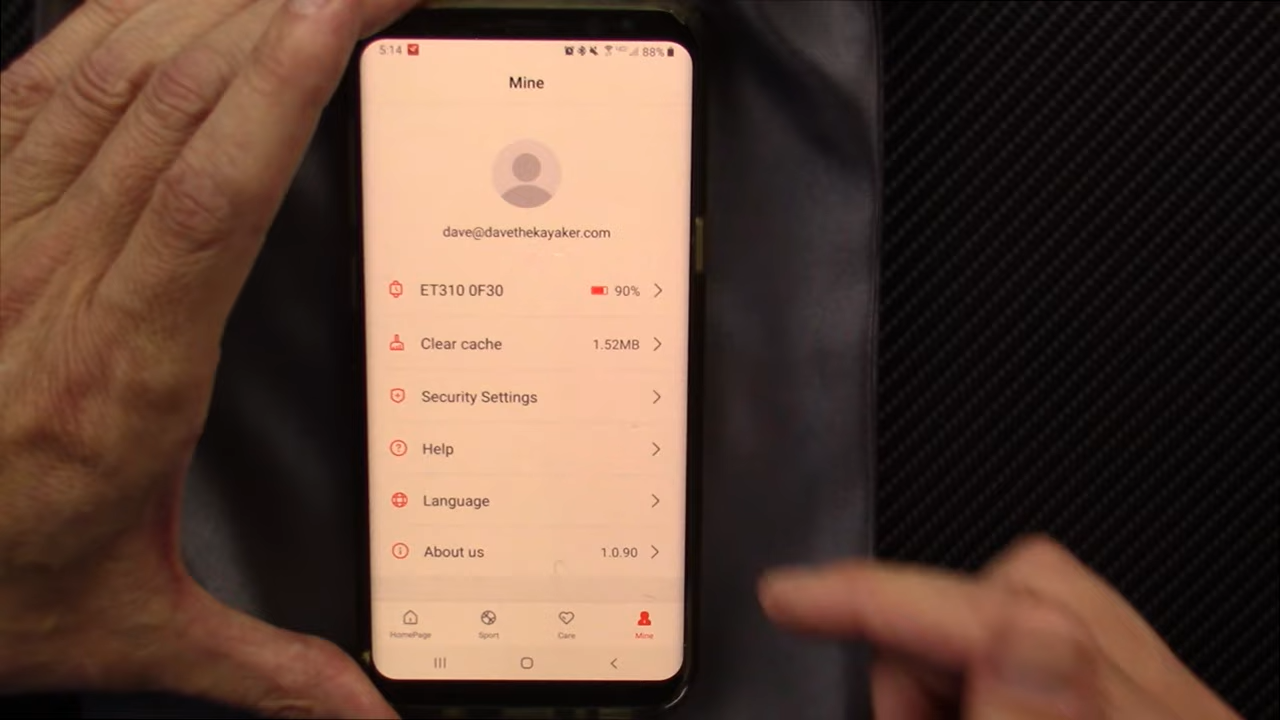 5:14 88%
Mine
dave@davethekayaker.com
ET310 0F30 90%
Clear cache 1.52MB
Security Settings
Help
Language
About us 1.0.90
HomePage Sport Care Mine